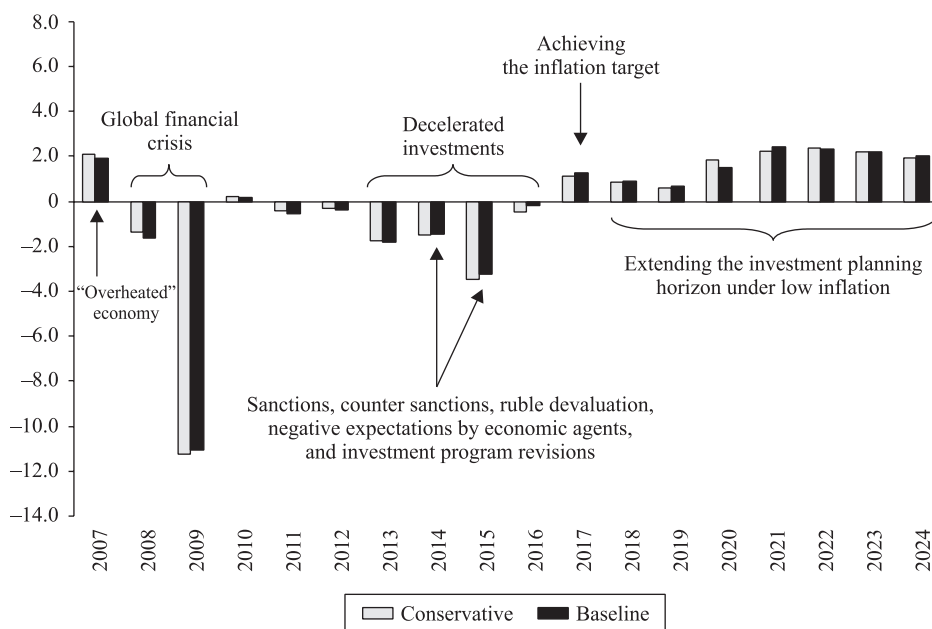 8.0
6.0
4.0
2.0
0
–2.0
–4.0
–6.0
–8.0
–10.0
–12.0
–14.0
Achieving
the inflation target
Global financial
crisis
Decelerated
investments
“Overheated”
economy
Extending the investment planning
horizon under low inflation
Sanctions, counter sanctions, ruble devaluation,
negative expectations by economic agents,
and investment program revisions
2007
2008
2009
2010
2011
2012
2013
2014
2015
2016
2017
2018
2019
2020
2021
2022
2023
2024
Conservative
Baseline